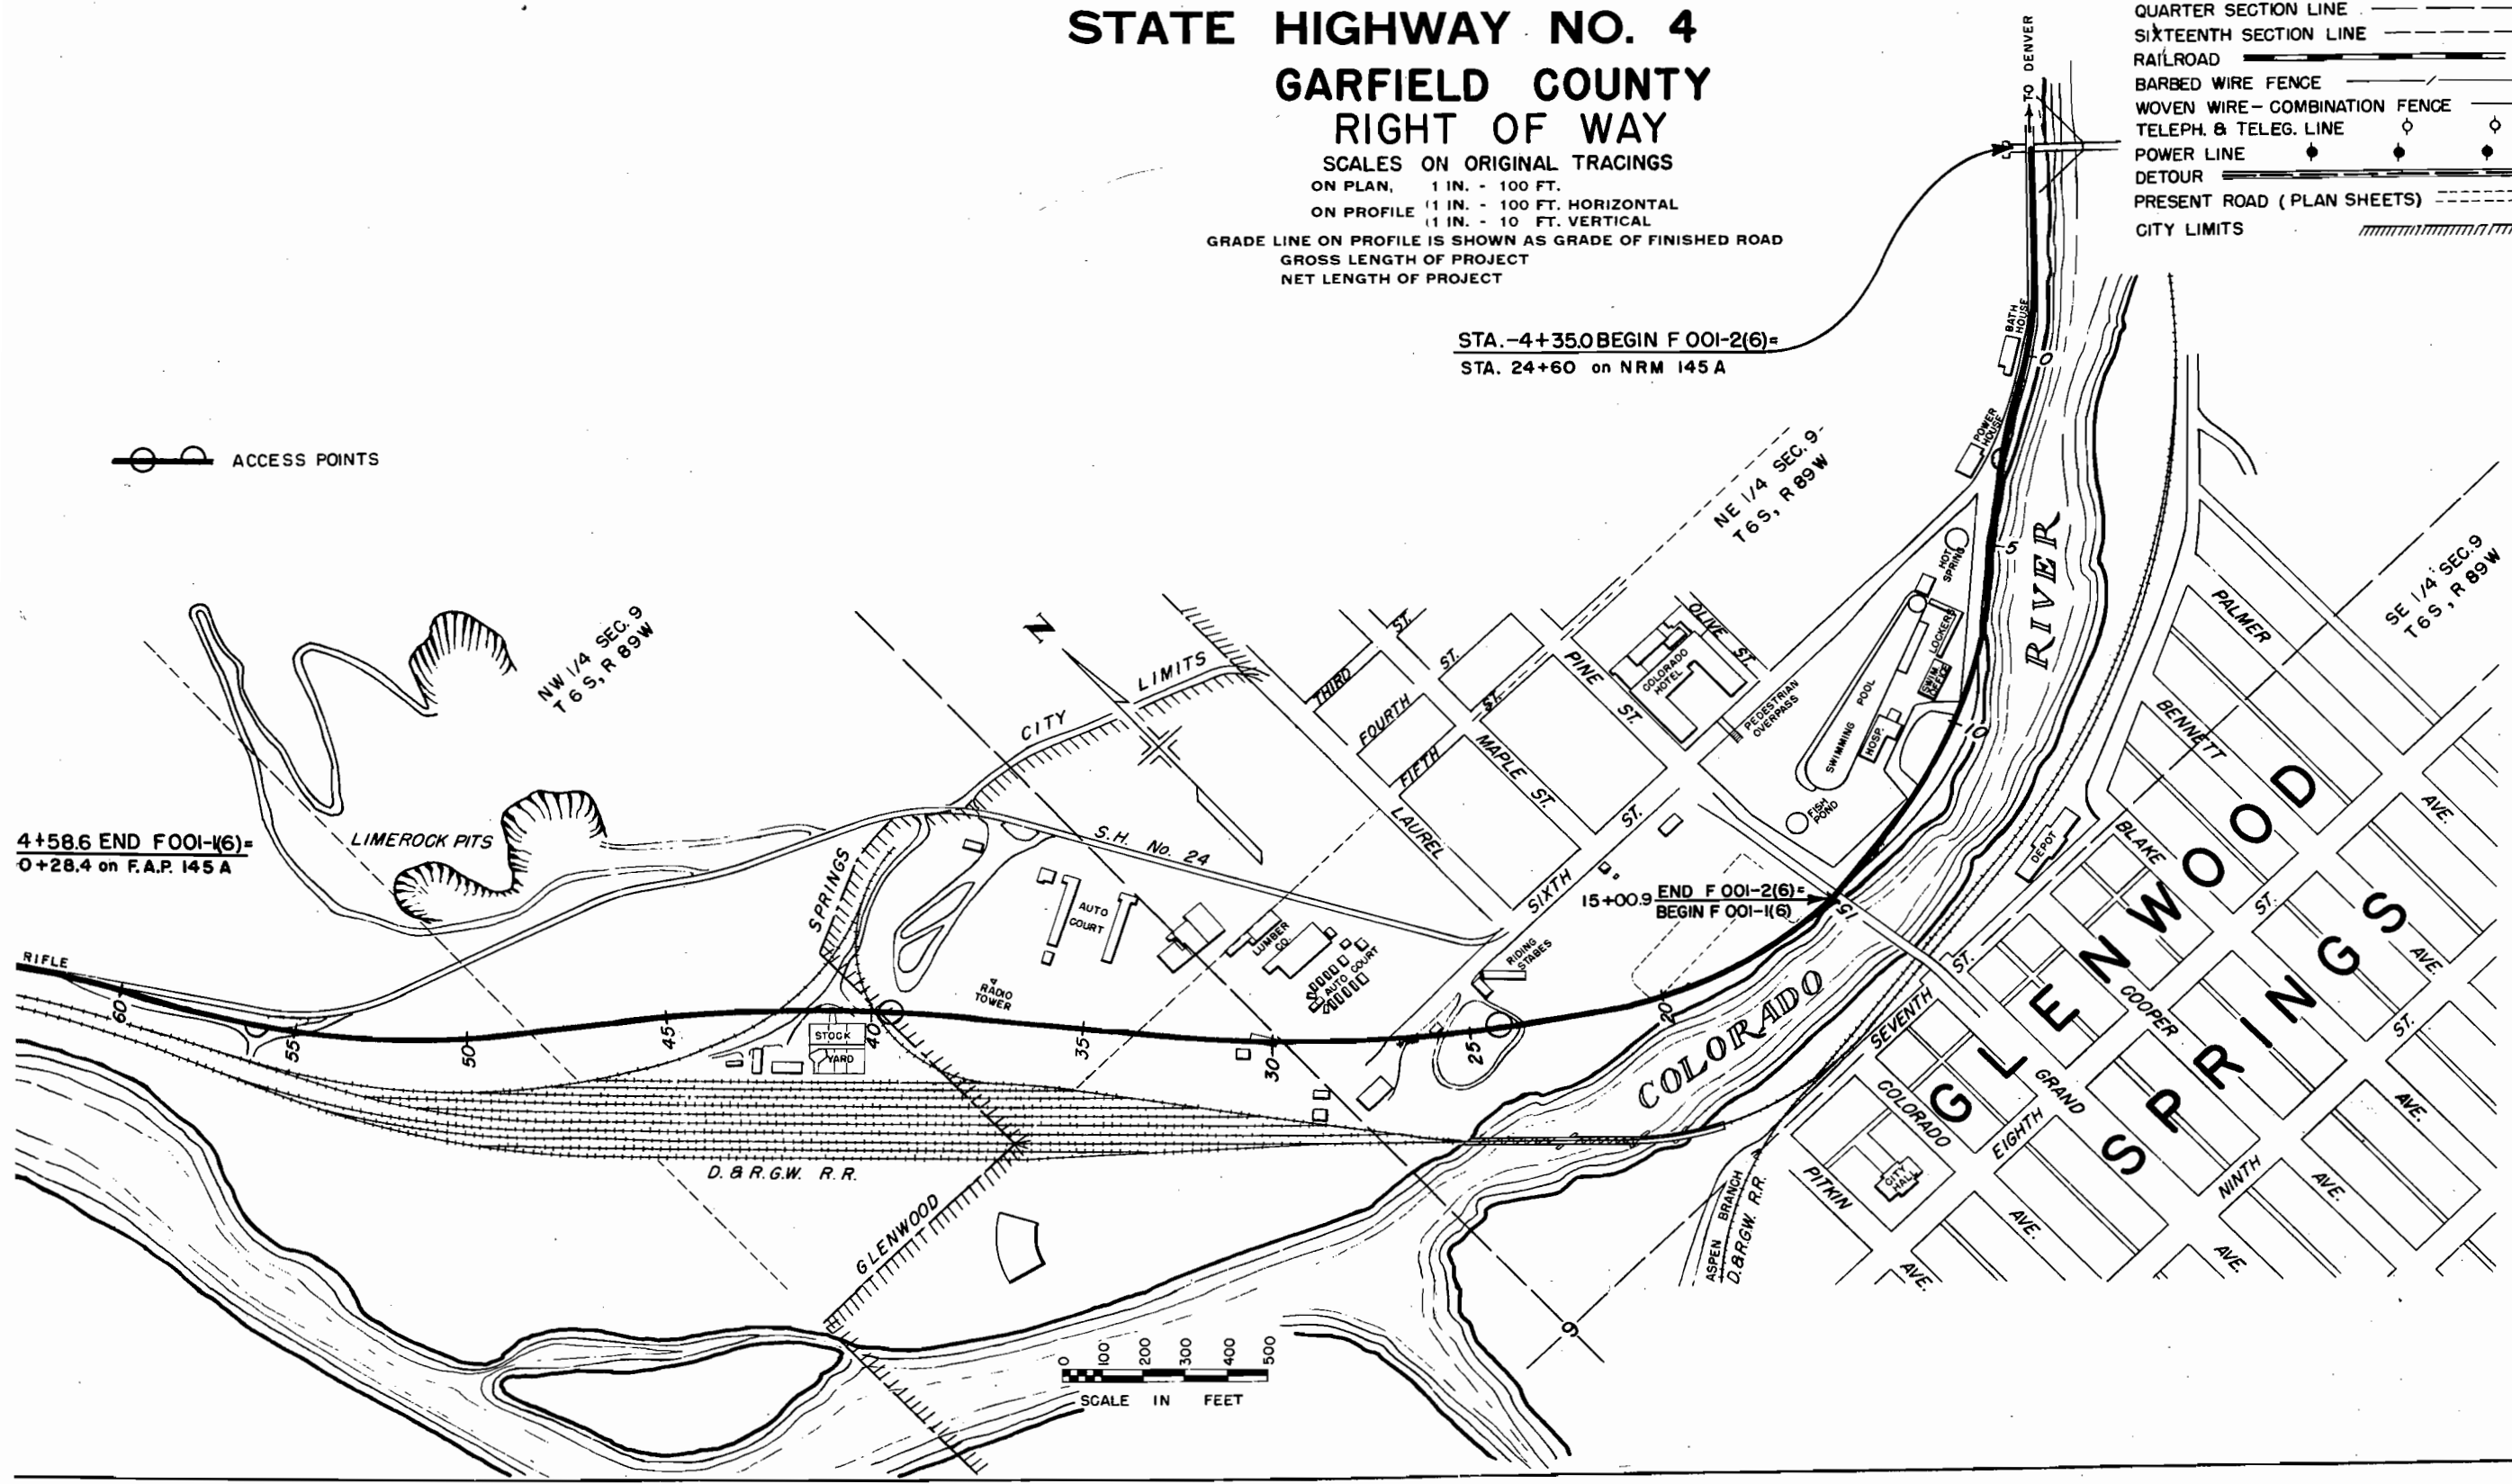 STATE HIGHWAY NO. 4
GARFIELD COUNTY
RIGHT OF WAY
SCALES ON ORIGINAL TRACINGS
ON PLAN, 1 IN. - 100 FT.
ON PROFILE (1 IN. - 100 FT. HORIZONTAL
(1 IN. - 10 FT. VERTICAL
GRADE LINE ON PROFILE IS SHOWN AS GRADE OF FINISHED ROAD
GROSS LENGTH OF PROJECT
NET LENGTH OF PROJECT
QUARTER SECTION LINE
SIXTEENTH SECTION LINE
RAILROAD
BARBED WIRE FENCE
WOVEN WIRE-COMBINATION FENCE
TELEPH. & TELEG. LINE
POWER LINE
DETOUR
PRESENT ROAD (PLAN SHEETS)
CITY LIMITS
TO DENVER
STA.-4+35.0 BEGIN F 001-2(6)=
STA. 24+60 on NRM 145 A
BATH
HOUSE
0
POWER
HOUSE
ACCESS POINTS
NE 1/4 SEC. 9
T 6 S, R 89 W
SE 1/4 SEC. 9
T 6 S, R 89 W
NW 1/4 SEC. 9
T 6 S, R 89 W
HOT
SPRING
5
RIVER
LOCKERS
SWIM.
OFFICE
SWIMMING POOL
HOSP.
FISH
POND
10
PEDESTRIAN
OVERPASS
COLORADO
HOTEL
OLIVE ST.
PINE ST.
MAPLE ST.
LAUREL
ST.
THIRD
ST.
FOURTH
ST.
FIFTH
SIXTH ST.
N
CITY LIMITS
S.H. No. 24
LIMEROCK PITS
4+58.6 END F 001-1(6)=
0+28.4 on F.A.P. 145 A
RIFLE
SPRINGS
GLENWOOD
AUTO
COURT
RADIO
TOWER
LUMBER
CO.
AUTO COURT
RIDING
STABES
15+00.9 END F 001-2(6)=
BEGIN F 001-1(6)
15
20
25
30
35
40
45
50
55
60
STOCK
YARD
D. & R.G.W. R.R.
COLORADO
DEPOT
PALMER
AVE.
BENNETT
AVE.
BLAKE
AVE.
COOPER
AVE.
GRAND
AVE.
COLORADO
AVE.
PITKIN
AVE.
SEVENTH
ST.
EIGHTH
ST.
NINTH
ST.
CITY
HALL
GLENWOOD
SPRINGS
ASPEN BRANCH
D.&R.G.W. R.R.
9
0 100 200 300 400 500
SCALE IN FEET